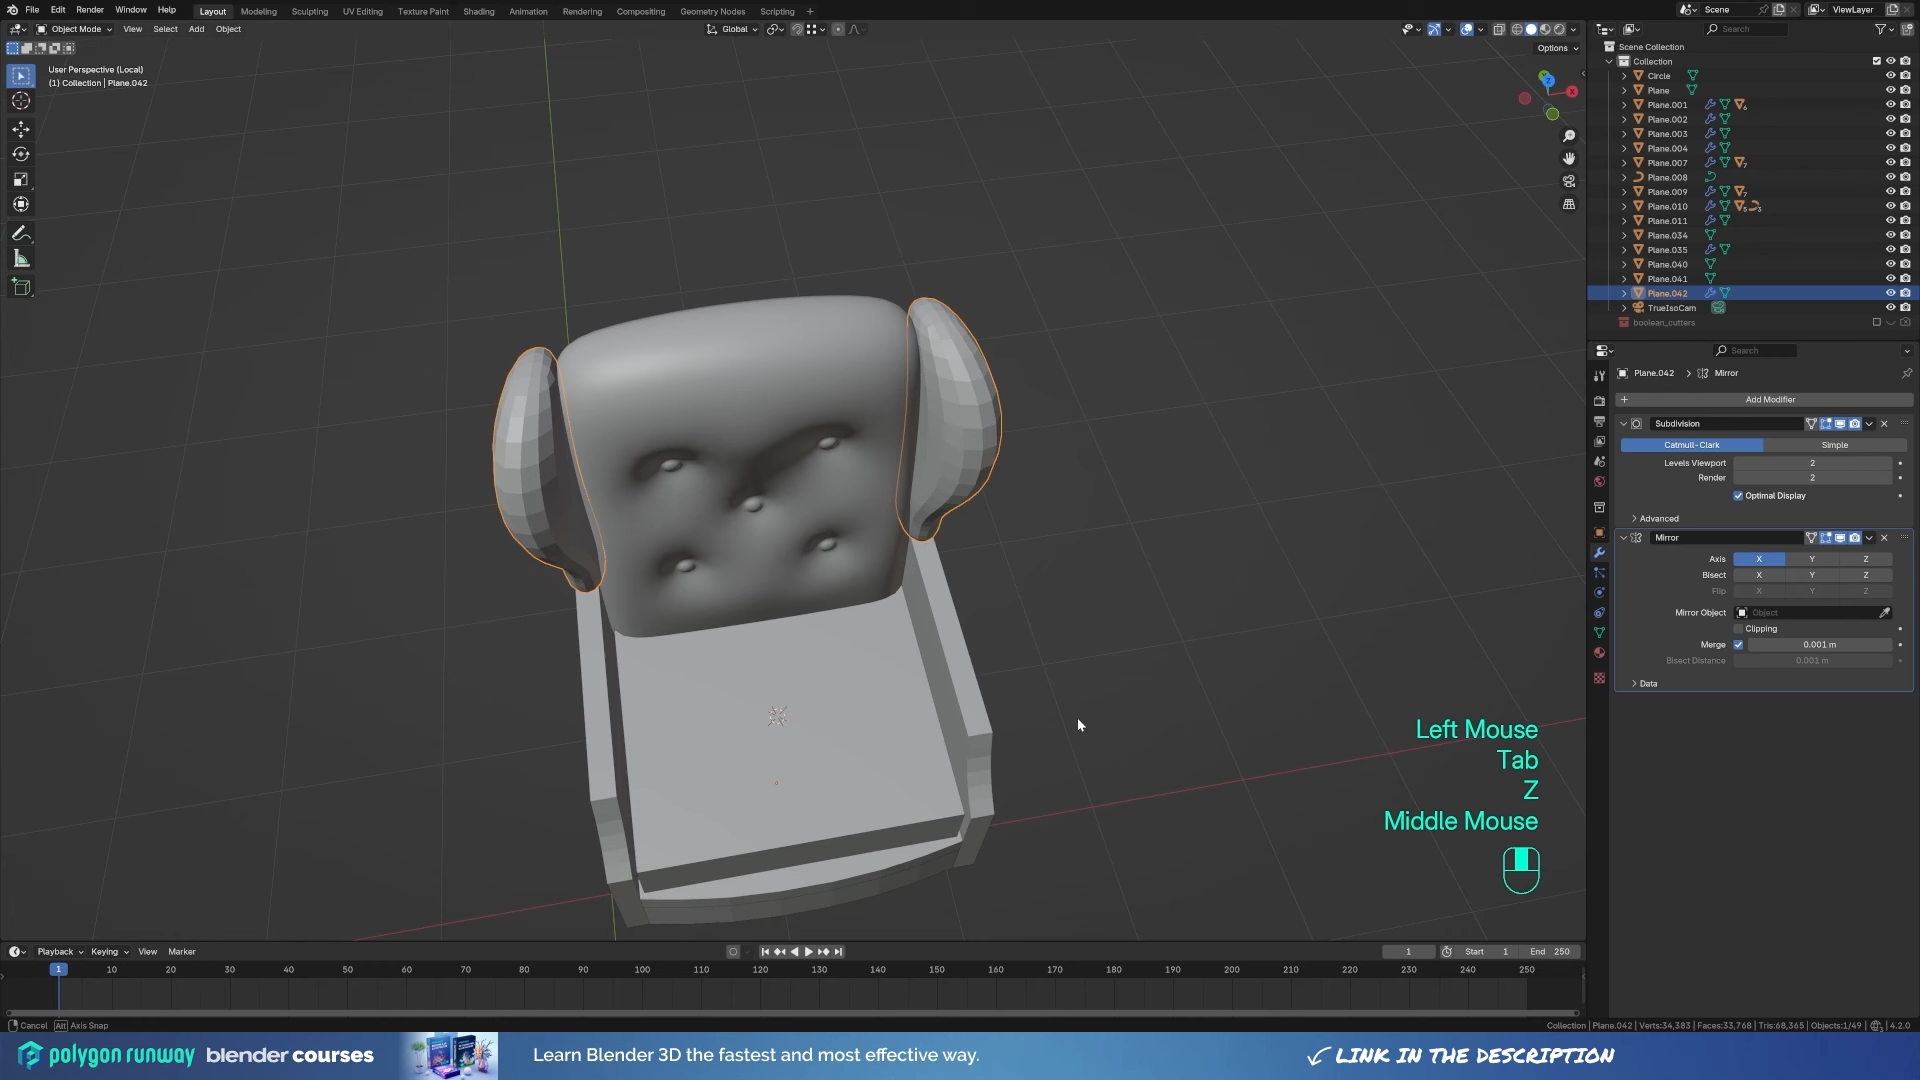 File Edit Render Window Help Layout Modeling Sculpting UV Editing Texture Paint Shading Animation Rendering Compositing Geometry Nodes Scripting + Scene ViewLayer
Object Mode View Select Add Object Global Search
Options
User Perspective (Local)
(1) Collection | Plane.042
Scene Collection
Collection
Circle
Plane
Plane.001
Plane.002
Plane.003
Plane.004
Plane.007
Plane.008
Plane.009
Plane.010
Plane.011
Plane.034
Plane.035
Plane.040
Plane.041
Plane.042
TrueIsoCam
boolean_cutters
Search
Plane.042 > Mirror
+ Add Modifier
Subdivision
Catmull-Clark Simple
Levels Viewport 2
Render 2
Optimal Display
Advanced
Mirror
Axis X Y Z
Bisect X Y Z
Flip X Y Z
Mirror Object Object
Clipping
Merge 0.001 m
Bisect Distance 0.001 m
Data
Left Mouse
Tab
Z
Middle Mouse
Playback Keying View Marker 1 Start 1 End 250
1 10 20 30 40 50 60 70 80 90 100 110 120 130 140 150 160 170 180 190 200 210 220 230 240 250
Cancel Alt Axis Snap Collection | Plane.042 | Verts:34,383 | Faces:33,768 | Tris:68,365 | Objects:1/49 4.2.0
polygon runway blender courses Learn Blender 3D the fastest and most effective way. LINK IN THE DESCRIPTION